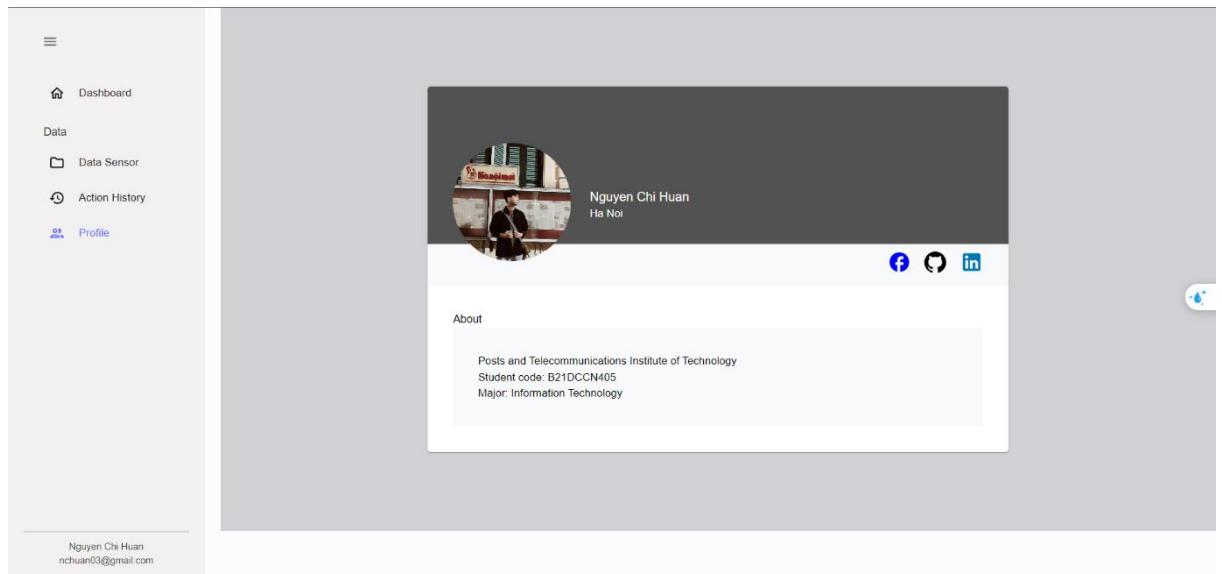 Dashboard
Data
Data Sensor
Action History
Profile
Nguyen Chi Huan
nchuan03@gmail.com
Hanoimoi
Nguyen Chi Huan
Ha Noi
About
Posts and Telecommunications Institute of Technology
Student code: B21DCCN405
Major: Information Technology